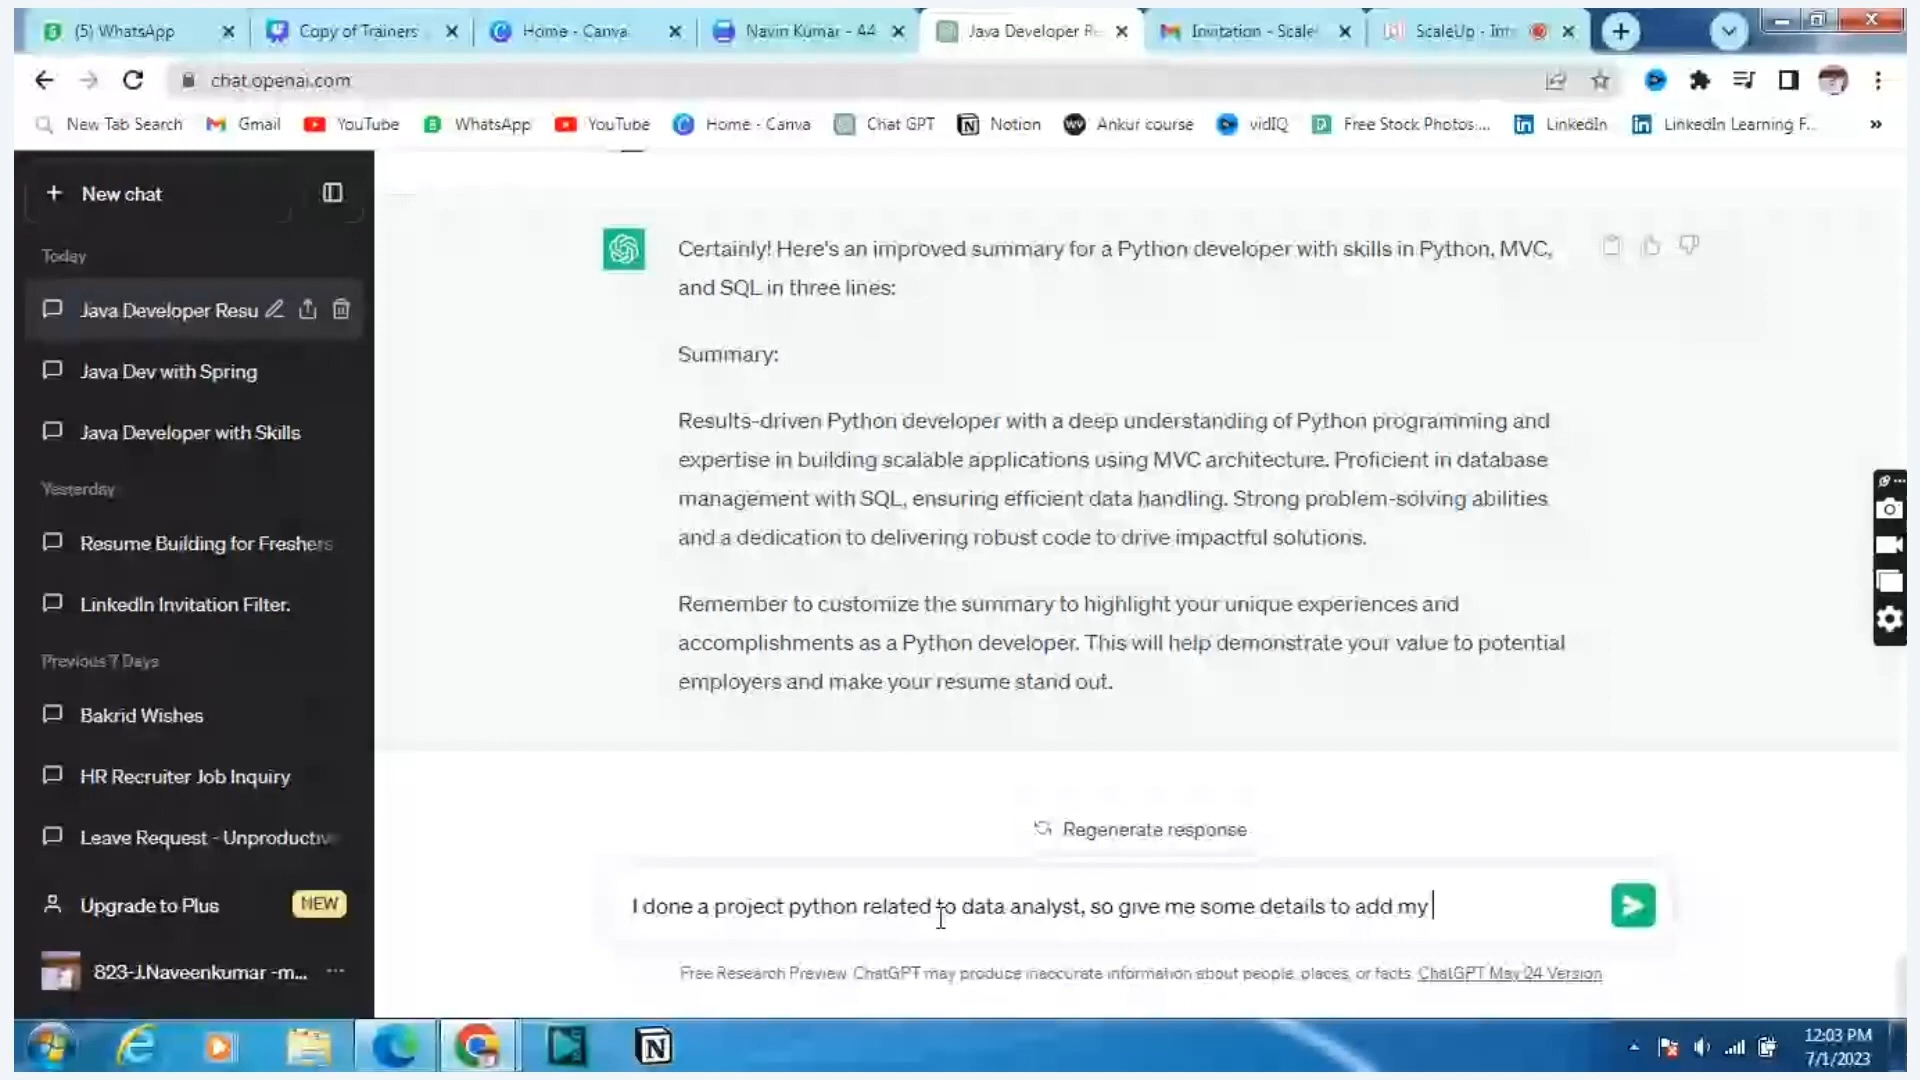 (5) WhatsApp
Copy of Trainers
Home - Canva
Navin Kumar - 44
Java Developer Re
Invitation - Scale
ScaleUp - Int
chat.openai.com
New Tab Search
Gmail
YouTube
WhatsApp
YouTube
Home - Canva
Chat GPT
Notion
Ankur course
vidIQ
Free Stock Photos:...
LinkedIn
LinkedIn Learning F...
»
+ New chat
Today
Java Developer Resu
Java Dev with Spring
Java Developer with Skills
Yesterday
Resume Building for Freshers
LinkedIn Invitation Filter.
Previous 7 Days
Bakrid Wishes
HR Recruiter Job Inquiry
Leave Request - Unproductiv
Upgrade to Plus
NEW
823-J.Naveenkumar -m...
Certainly! Here's an improved summary for a Python developer with skills in Python, MVC,
and SQL in three lines:
Summary:
Results-driven Python developer with a deep understanding of Python programming and
expertise in building scalable applications using MVC architecture. Proficient in database
management with SQL, ensuring efficient data handling. Strong problem-solving abilities
and a dedication to delivering robust code to drive impactful solutions.
Remember to customize the summary to highlight your unique experiences and
accomplishments as a Python developer. This will help demonstrate your value to potential
employers and make your resume stand out.
Regenerate response
I done a project python related to data analyst, so give me some details to add my
Free Research Preview. ChatGPT may produce inaccurate information about people, places, or facts. ChatGPT May 24 Version
12:03 PM
7/1/2023